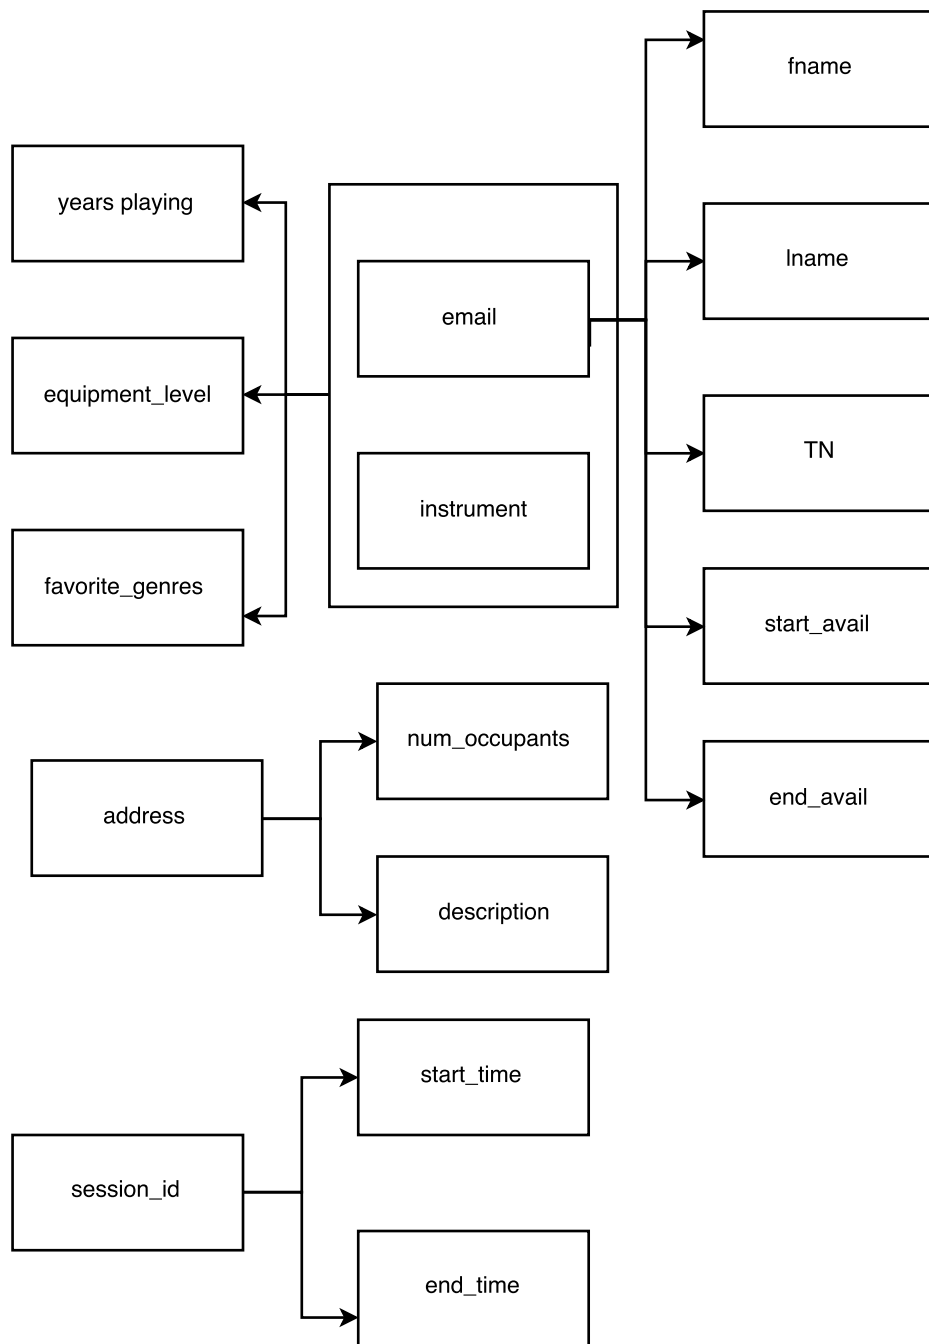 fname
years playing
lname
email
equipment_level
TN
instrument
favorite_genres
start_avail
num_occupants
end_avail
address
description
start_time
session_id
end_time